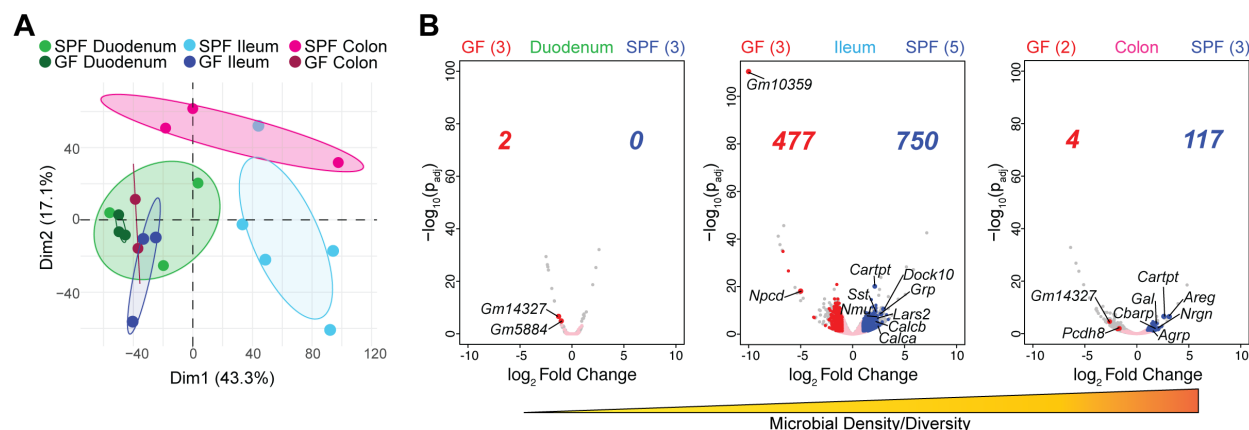 A
SPF Duodenum SPF Ileum SPF Colon
GF Duodenum GF Ileum GF Colon
Dim2 (17.1%)
40
0
−40
−40 0 40 80 120
Dim1 (43.3%)
B
GF (3) Duodenum SPF (3)
−log10(padj)
100
80
60
40
20
0
2 0
Gm14327
Gm5884
−10 −5 0 5 10
log2 Fold Change
GF (3) Ileum SPF (5)
−log10(padj)
100
80
60
40
20
0
Gm10359
477 750
Cartpt
Dock10
Npcd
Sst
Grp
Nmu
Lars2
Calcb
Calca
−10 −5 0 5 10
log2 Fold Change
GF (2) Colon SPF (3)
−log10(padj)
100
80
60
40
20
0
4 117
Cartpt
Gm14327
Gal
Areg
Cbarp
Nrgn
Pcdh8
Agrp
−10 −5 0 5 10
log2 Fold Change
Microbial Density/Diversity